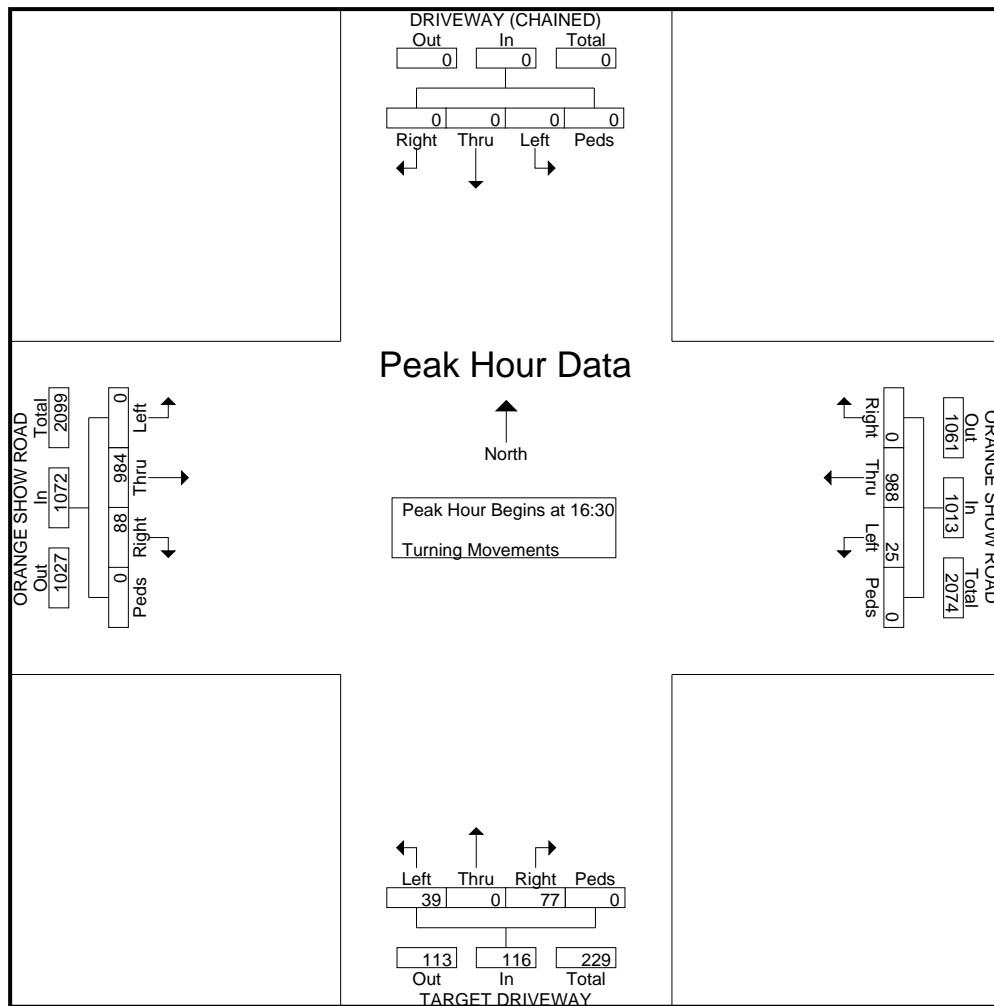 DRIVEWAY (CHAINED)
Out In Total
0 0 0
0 0 0 0
Right Thru Left Peds
Peak Hour Data
North
Peak Hour Begins at 16:30
Turning Movements
ORANGE SHOW ROAD
Out In Total
1027 1072 2099
Left Thru Right Peds
0 984 88 0
ORANGE SHOW ROAD
Out In Total
1061 1013 2074
Right Thru Left Peds
0 988 25 0
Left Thru Right Peds
39 0 77 0
113 116 229
Out In Total
TARGET DRIVEWAY